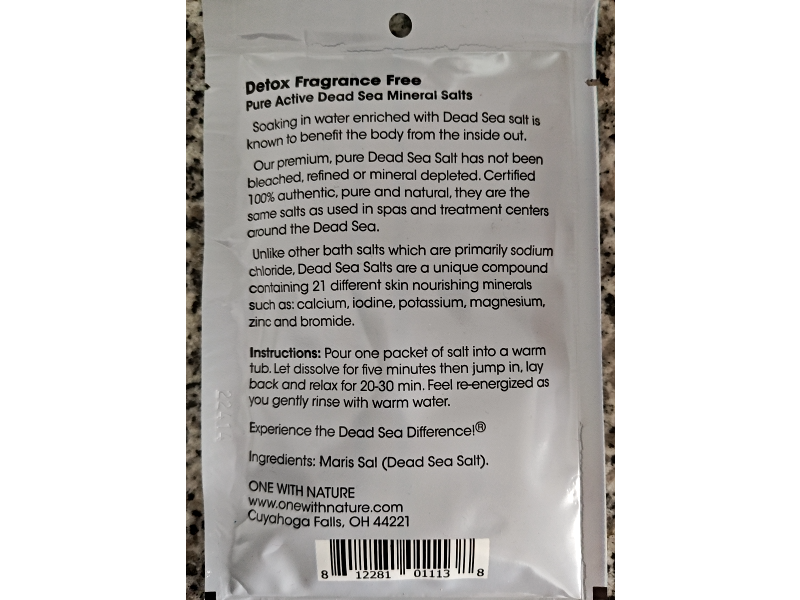 Detox Fragrance Free
Pure Active Dead Sea Mineral Salts
Soaking in water enriched with Dead Sea salt is
known to benefit the body from the inside out.
Our premium, pure Dead Sea Salt has not been
bleached, refined or mineral depleted. Certified
100% authentic, pure and natural, they are the
same salts as used in spas and treatment centers
around the Dead Sea.
Unlike other bath salts which are primarily sodium
chloride, Dead Sea Salts are a unique compound
containing 21 different skin nourishing minerals
such as: calcium, iodine, potassium, magnesium,
zinc and bromide.
Instructions: Pour one packet of salt into a warm
tub. Let dissolve for five minutes then jump in, lay
back and relax for 20-30 min. Feel re-energized as
you gently rinse with warm water.
Experience the Dead Sea Difference!®
Ingredients: Maris Sal (Dead Sea Salt).
ONE WITH NATURE
www.onewithnature.com
Cuyahoga Falls, OH 44221
8 12281 01113 8